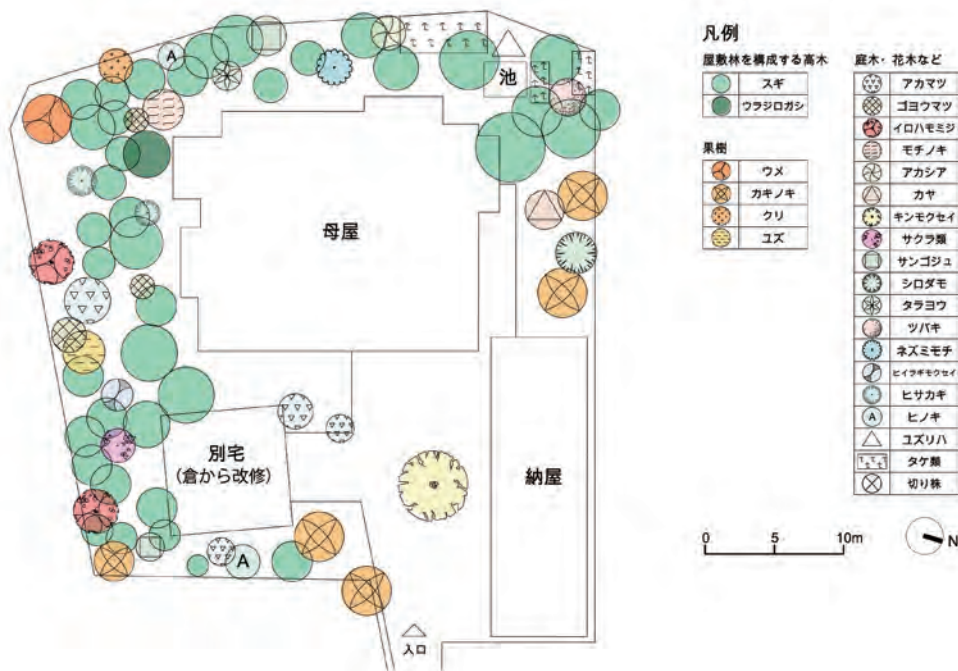 A
池
母屋
別宅
(倉から改修)
納屋
A
入口
凡例
屋敷林を構成する高木
スギ
ウラジロガシ
果樹
ウメ
カキノキ
クリ
ユズ
庭木・花木など
アカマツ
ゴヨウマツ
イロハモミジ
モチノキ
アカシア
カヤ
キンモクセイ
サクラ類
サンゴジュ
シロダモ
タラヨウ
ツバキ
ネズミモチ
ヒイラギモクセイ
ヒサカキ
A ヒノキ
ユズリハ
タケ類
切り株
0 5 10m
N